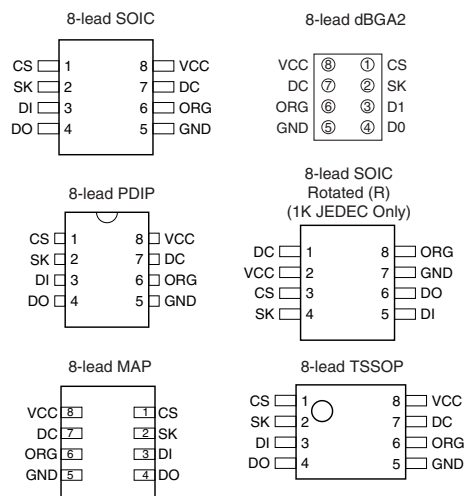 8-lead SOIC
CS 1 8 VCC
SK 2 7 DC
DI 3 6 ORG
DO 4 5 GND
8-lead dBGA2
VCC 8 1 CS
DC 7 2 SK
ORG 6 3 D1
GND 5 4 D0
8-lead PDIP
CS 1 8 VCC
SK 2 7 DC
DI 3 6 ORG
DO 4 5 GND
8-lead SOIC
Rotated (R)
(1K JEDEC Only)
DC 1 8 ORG
VCC 2 7 GND
CS 3 6 DO
SK 4 5 DI
8-lead MAP
VCC 8 1 CS
DC 7 2 SK
ORG 6 3 DI
GND 5 4 DO
8-lead TSSOP
CS 1 8 VCC
SK 2 7 DC
DI 3 6 ORG
DO 4 5 GND